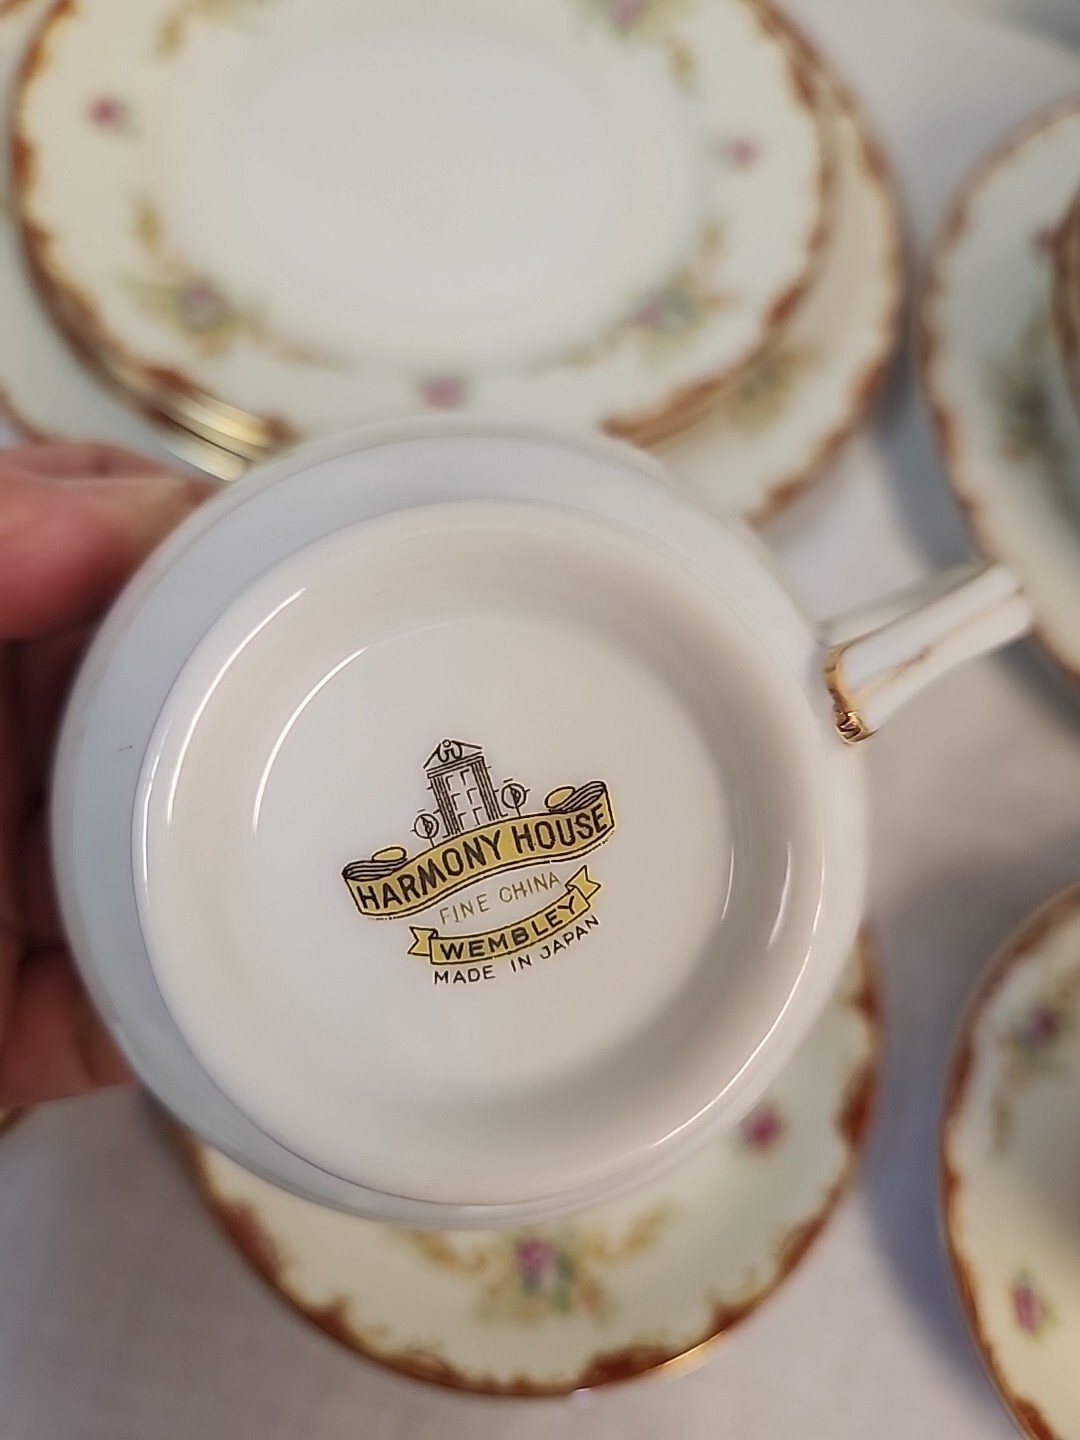 HARMONY HOUSE
FINE CHINA
WEMBLEY
MADE IN JAPAN